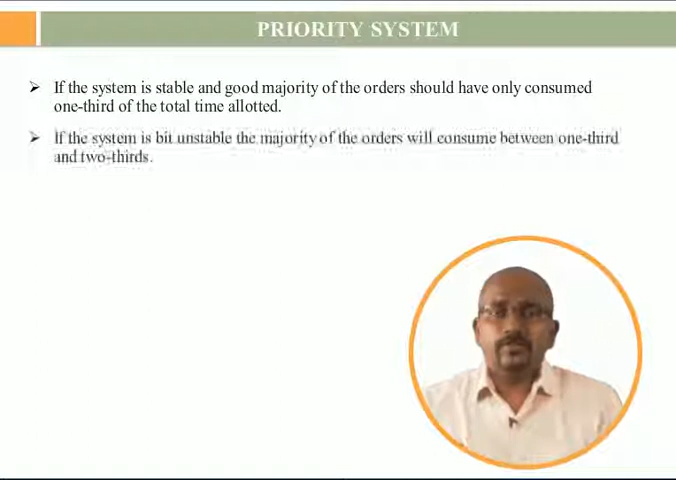 PRIORITY SYSTEM
If the system is stable and good majority of the orders should have only consumed
one-third of the total time allotted.
If the system is bit unstable the majority of the orders will consume between one-third
and two-thirds.